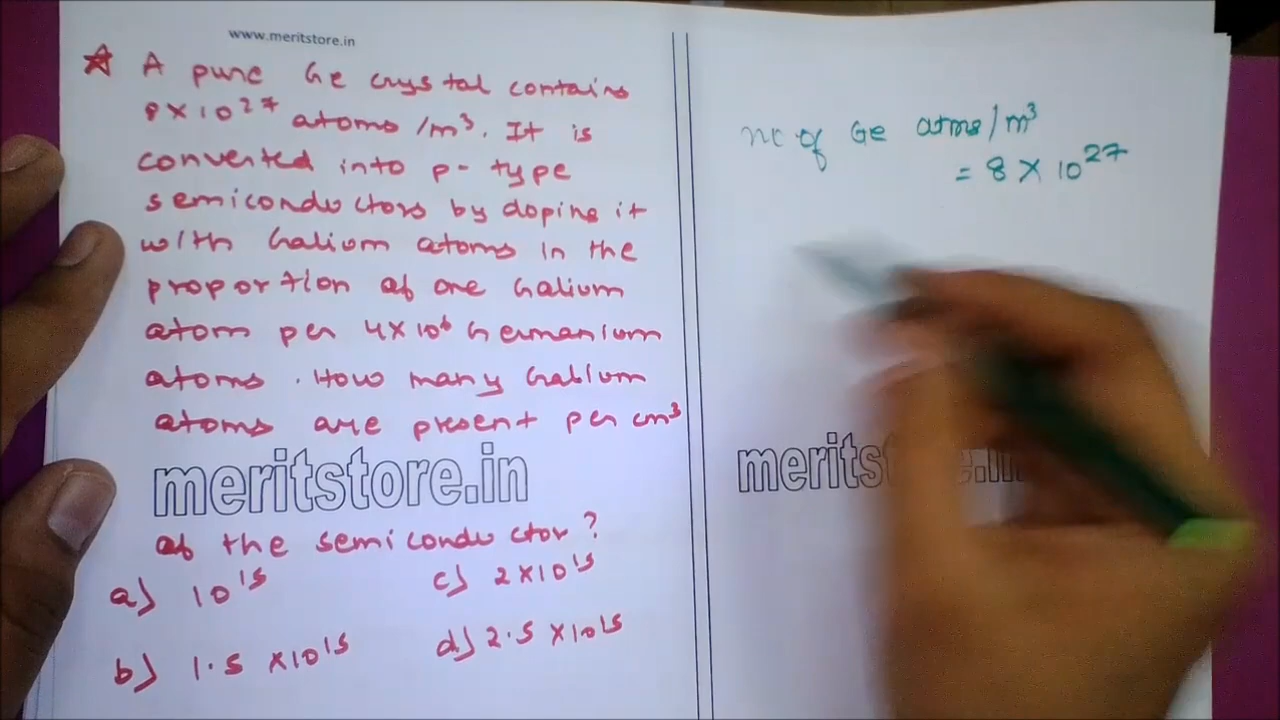 www.meritstore.in
A pure Ge crystal contains
8×10²⁷ atoms/m³. It is
converted into p-type
semiconductors by doping it
with Galium atoms in the
proportion of one Galium
atom per 4×10⁶ Germanium
atoms. How many Galium
atoms are present per cm³
meritstore.in
of the semiconductor?
a) 10¹⁵ c) 2×10¹⁵
b) 1.5×10¹⁵ d) 2.5×10¹⁵
no of Ge atms/m³
= 8×10²⁷